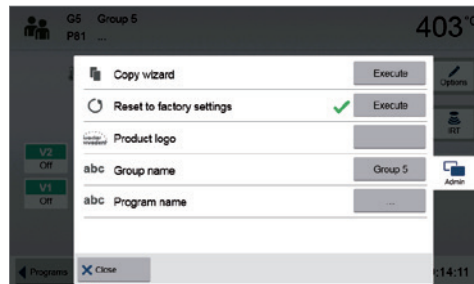 G5 Group 5
P81 ...
403°C
Copy wizard Execute
Reset to factory settings Execute
Product logo
abc Group name Group 5
abc Program name ...
Close
Options
IRT
Admin
V2
Off
V1
Off
Programs
:14:11